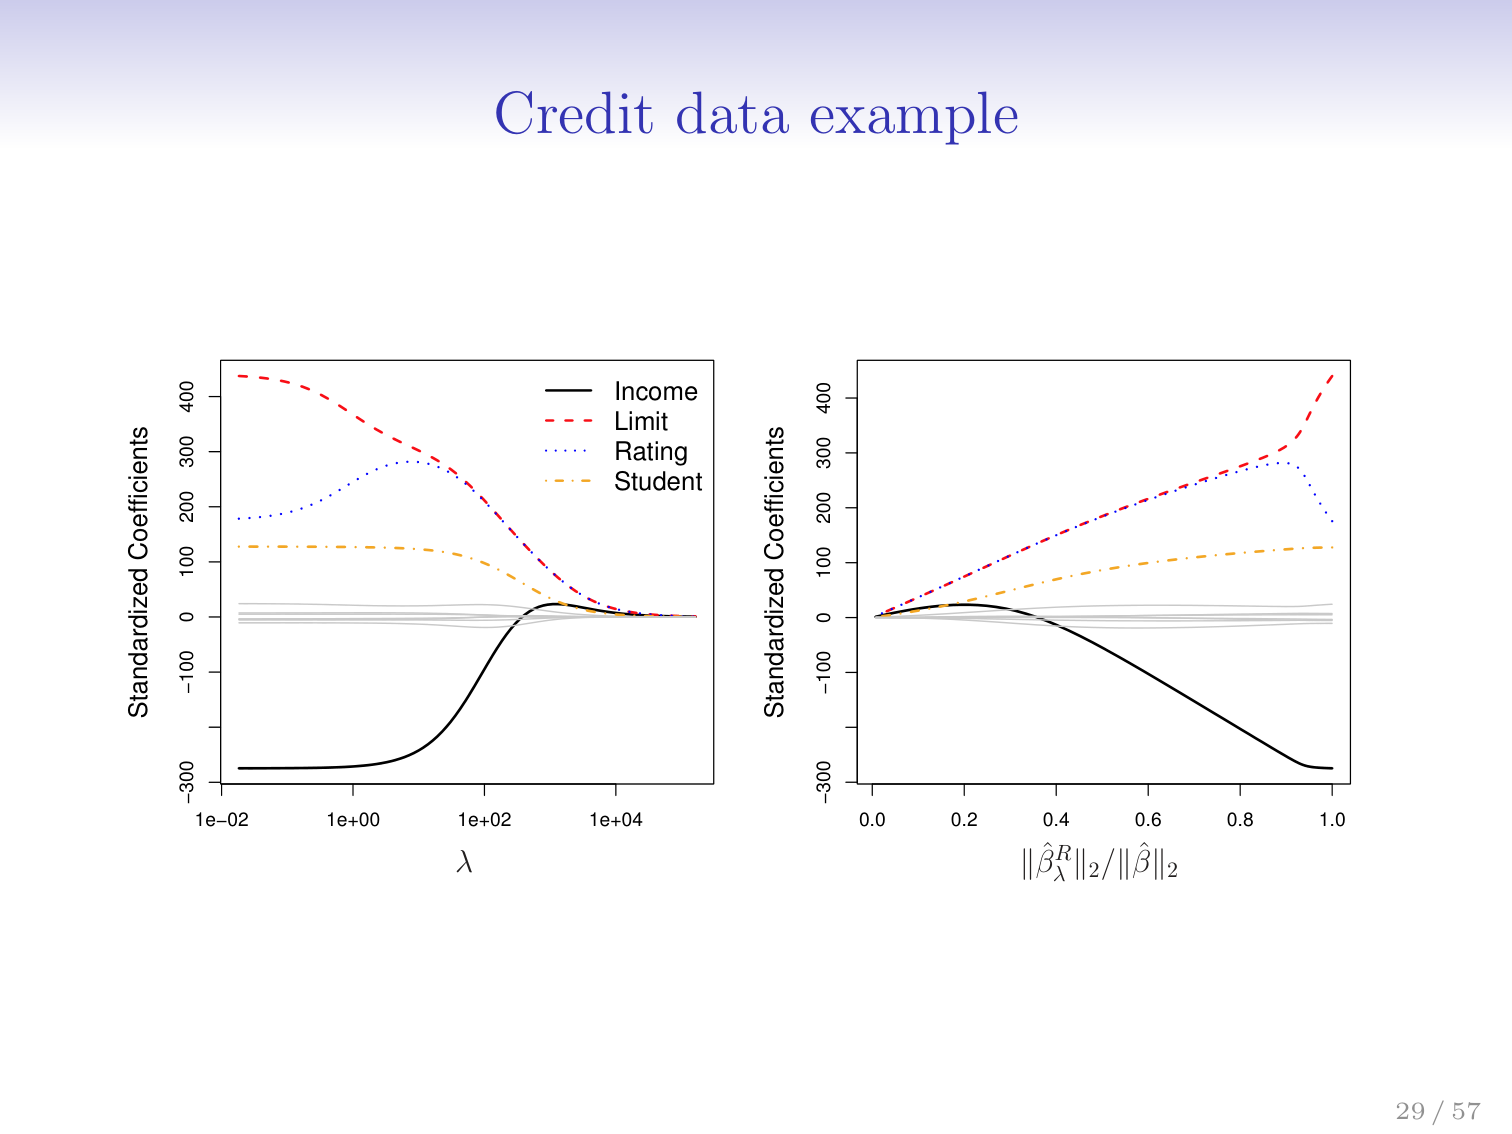 Credit data example
Income
Limit
Rating
Student
Standardized Coefficients
400
300
200
100
0
−100
−300
1e−02 1e+00 1e+02 1e+04
λ
Standardized Coefficients
400
300
200
100
0
−100
−300
0.0 0.2 0.4 0.6 0.8 1.0
‖β̂_λ^R‖₂/‖β̂‖₂
29 / 57